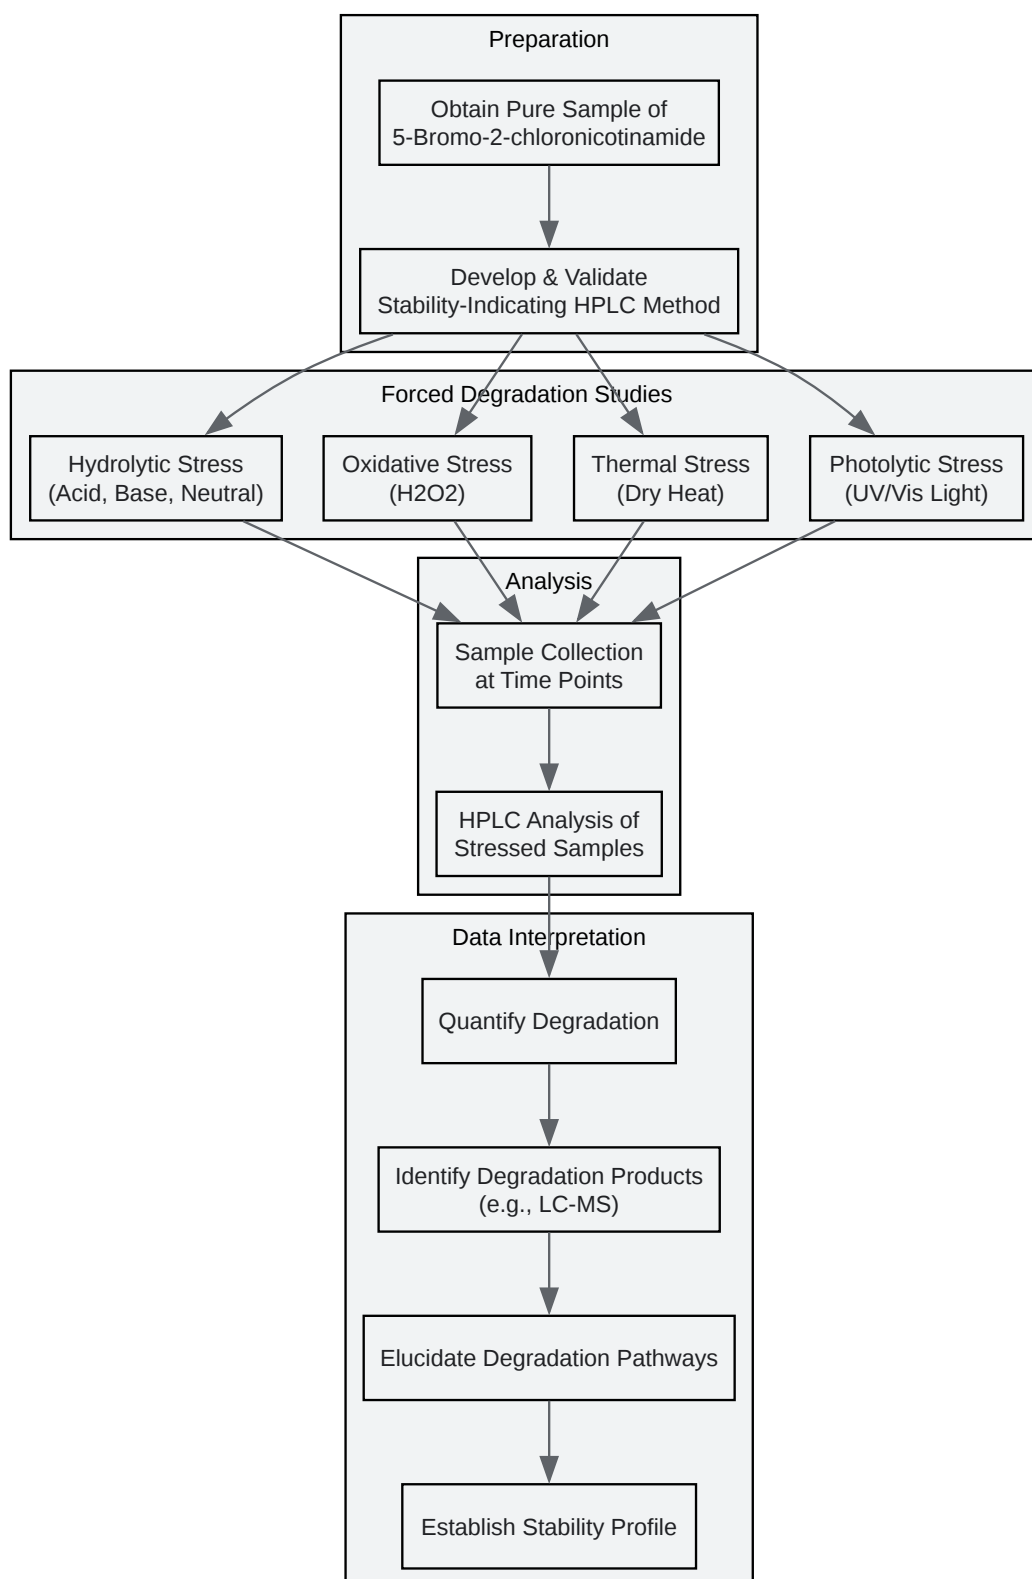 Preparation
Obtain Pure Sample of
5-Bromo-2-chloronicotinamide
Develop & Validate
Stability-Indicating HPLC Method
Forced Degradation Studies
Hydrolytic Stress
(Acid, Base, Neutral)
Oxidative Stress
(H2O2)
Thermal Stress
(Dry Heat)
Photolytic Stress
(UV/Vis Light)
Analysis
Sample Collection
at Time Points
HPLC Analysis of
Stressed Samples
Data Interpretation
Quantify Degradation
Identify Degradation Products
(e.g., LC-MS)
Elucidate Degradation Pathways
Establish Stability Profile